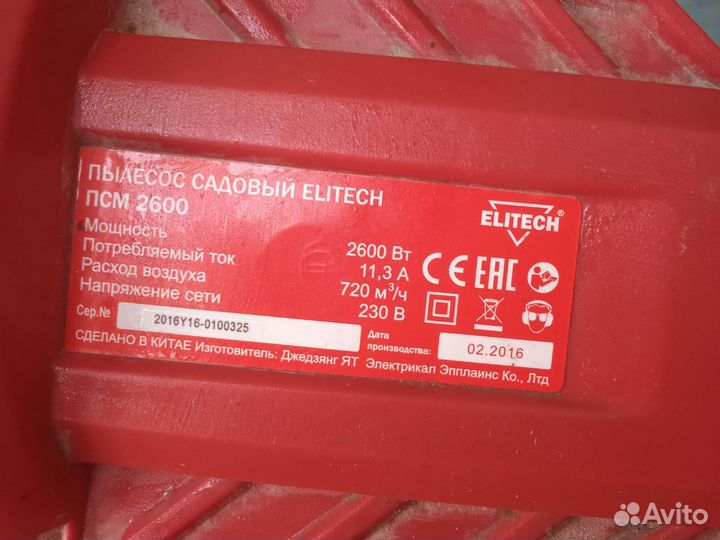 ПЫЛЕСОС САДОВЫЙ ELITECH
ПСМ 2600
Мощность 2600 Вт
Потребляемый ток 11,3 А
Расход воздуха 720 м³/ч
Напряжение сети 230 В
ELITECH®
CE EAC
Сер.№ 2016Y16-0100325
Дата производства: 02.2016
СДЕЛАНО В КИТАЕ Изготовитель: Джедзянг ЯТ Электрикал Эпплаинс Ко., Лтд
Avito